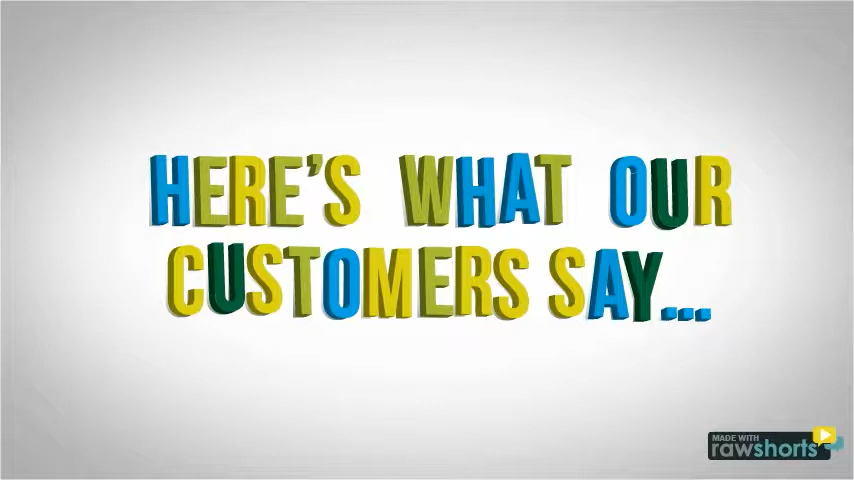 HERE'S WHAT OUR
CUSTOMERS SAY...
MADE WITH
rawshorts